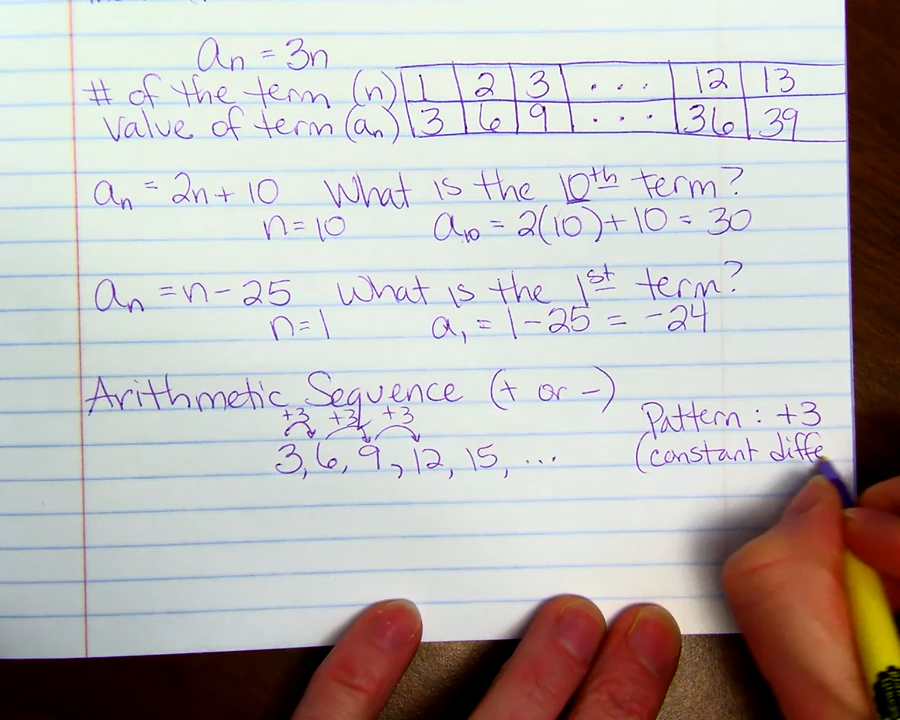 an = 3n
# of the term (n) 1 2 3 ... 12 13
Value of term (an) 3 6 9 ... 36 39
an = 2n + 10 What is the 10th term?
n = 10 a10 = 2(10) + 10 = 30
an = n - 25 What is the 1st term?
n = 1 a1 = 1 - 25 = -24
Arithmetic Sequence (+ or -)
+3 +3 +3
Pattern : +3
3, 6, 9, 12, 15, ... (constant diffe